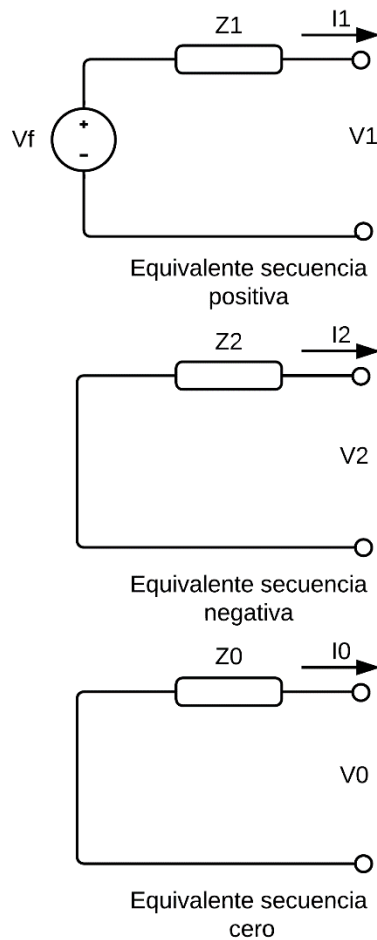 I1
Z1
+
Vf
-
V1
Equivalente secuencia
positiva
I2
Z2
V2
Equivalente secuencia
negativa
I0
Z0
V0
Equivalente secuencia
cero